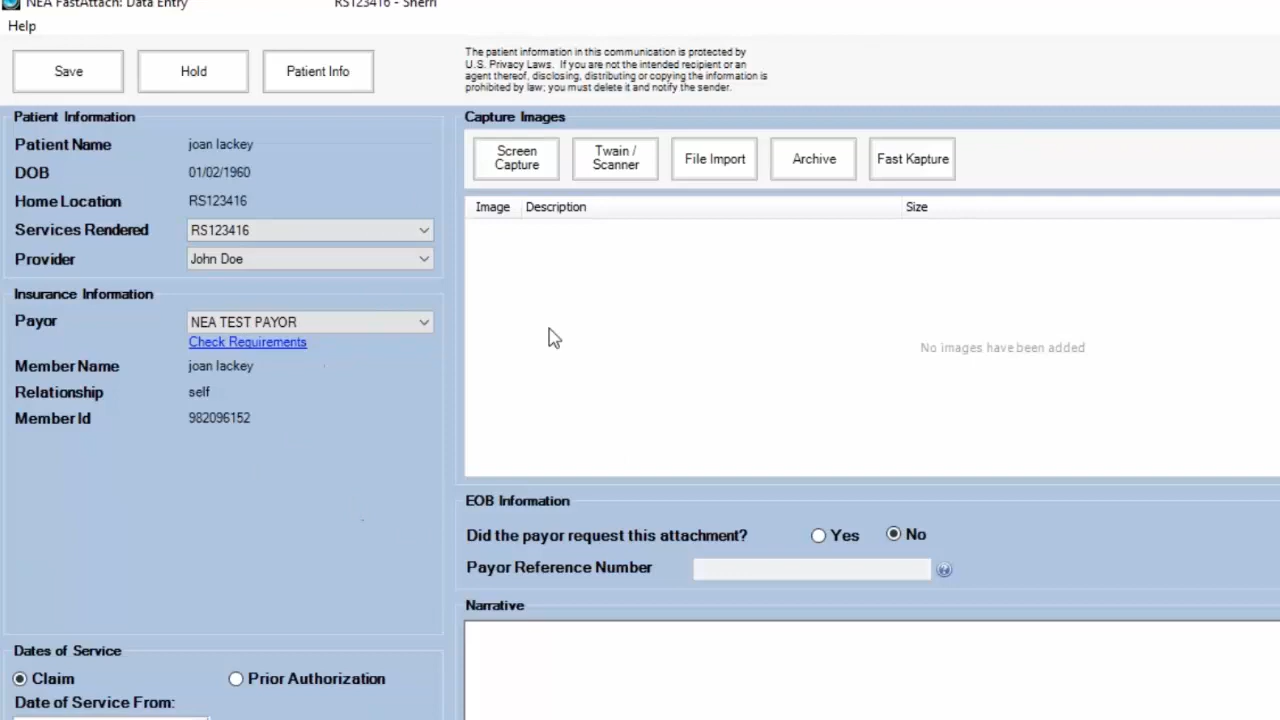 NEA FastAttach: Data Entry
RS123416 - Sherri
Help
Save
Hold
Patient Info
The patient information in this communication is protected by
U.S. Privacy Laws. If you are not the intended recipient or an
agent thereof, disclosing, distributing or copying the information is
prohibited by law; you must delete it and notify the sender.
Patient Information
Patient Name joan lackey
DOB 01/02/1960
Home Location RS123416
Services Rendered RS123416
Provider John Doe
Insurance Information
Payor NEA TEST PAYOR
Check Requirements
Member Name joan lackey
Relationship self
Member Id 982096152
Dates of Service
Claim Prior Authorization
Date of Service From:
Capture Images
Screen
Capture
Twain /
Scanner
File Import
Archive
Fast Kapture
Image Description Size
No images have been added
EOB Information
Did the payor request this attachment? Yes No
Payor Reference Number
Narrative